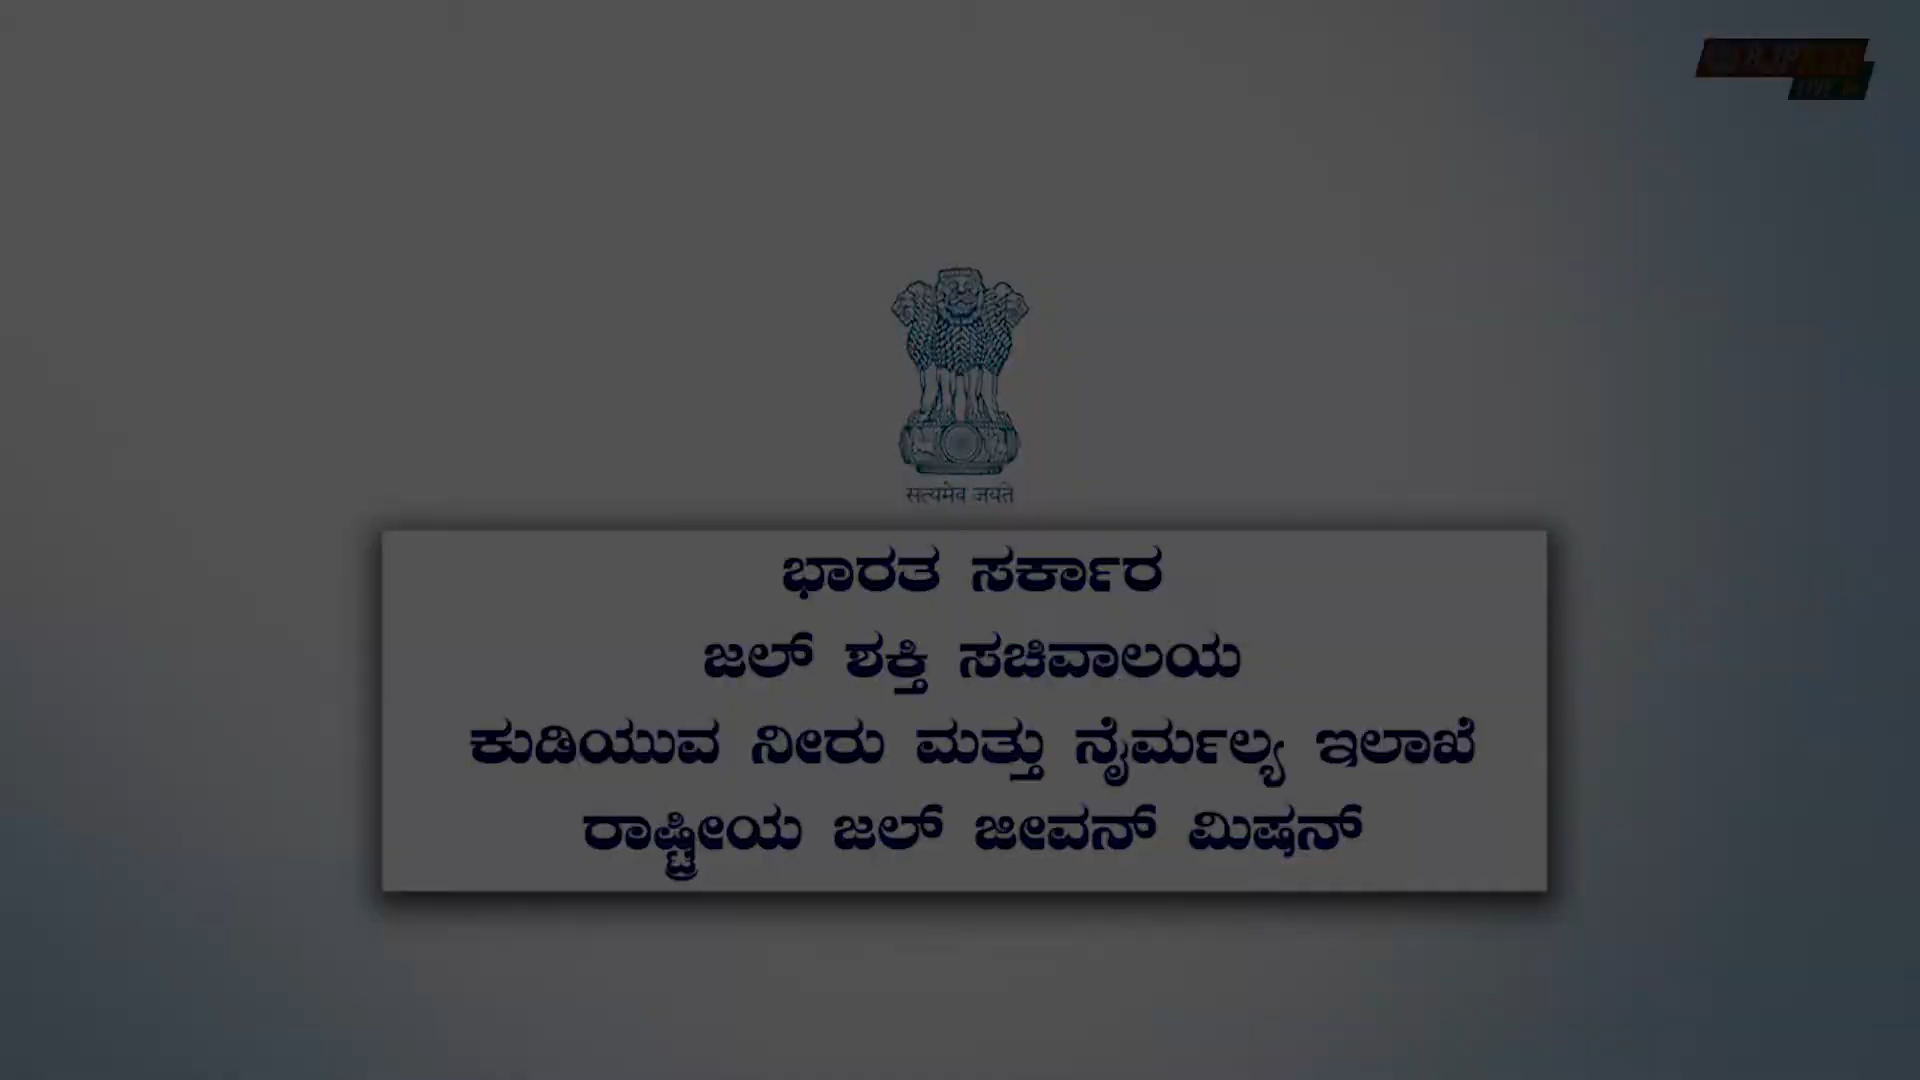 सत्यमेव जयते
ಭಾರತ ಸರ್ಕಾರ
ಜಲ್ ಶಕ್ತಿ ಸಚಿವಾಲಯ
ಕುಡಿಯುವ ನೀರು ಮತ್ತು ನೈರ್ಮಲ್ಯ ಇಲಾಖೆ
ರಾಷ್ಟ್ರೀಯ ಜಲ್ ಜೀವನ್ ಮಿಷನ್